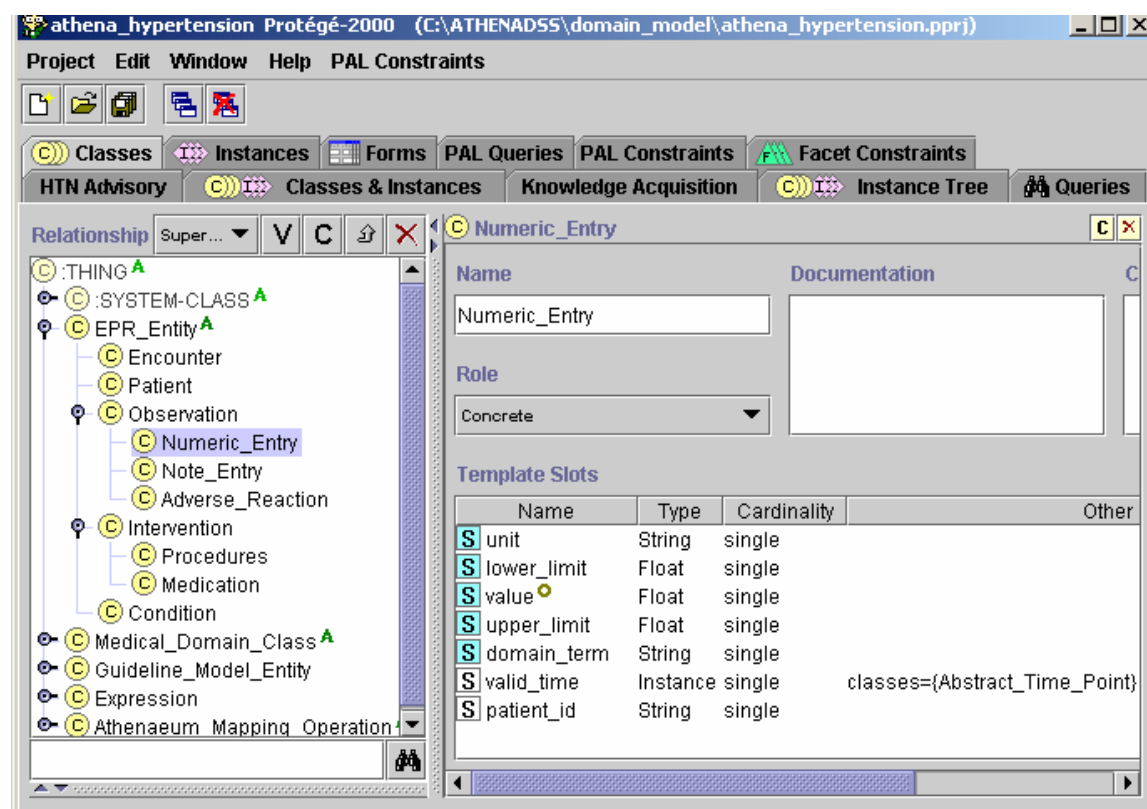 athena_hypertension Protégé-2000 (C:\ATHENADSS\domain_model\athena_hypertension.pprj)
Project Edit Window Help PAL Constraints
C Classes I Instances Forms PAL Queries PAL Constraints F Facet Constraints
HTN Advisory C I Classes & Instances Knowledge Acquisition C I Instance Tree Queries
Relationship Super... V C
C :THING A
C :SYSTEM-CLASS A
C EPR_Entity A
C Encounter
C Patient
C Observation
C Numeric_Entry
C Note_Entry
C Adverse_Reaction
C Intervention
C Procedures
C Medication
C Condition
C Medical_Domain_Class A
C Guideline_Model_Entity
C Expression
C Athenaeum_Mapping_Operation
C Numeric_Entry C
Name Documentation C
Numeric_Entry
Role
Concrete
Template Slots
Name Type Cardinality Other
S unit String single
S lower_limit Float single
S value Float single
S upper_limit Float single
S domain_term String single
S valid_time Instance single classes={Abstract_Time_Point}
S patient_id String single